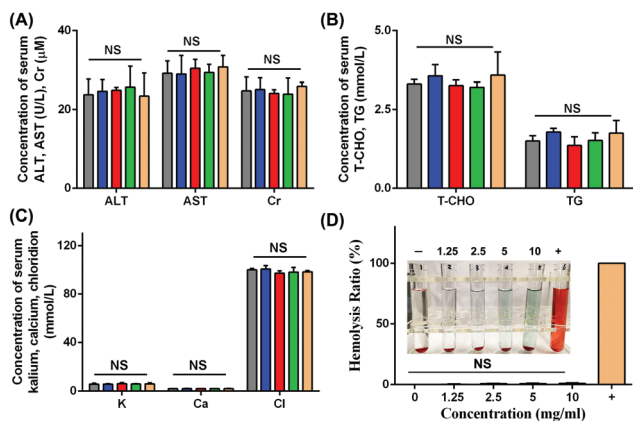 (A)
Concentration of serum
ALT, AST (U/L), Cr (μM)
40
20
0
NS
NS
NS
ALT
AST
Cr
(B)
Concentration of serum
T-CHO, TG (mmol/L)
5.0
2.5
0.0
NS
NS
T-CHO
TG
(C)
Concentration of serum
kalium, calcium, chloridion
(mmol/L)
120
80
40
0
NS
NS
NS
K
Ca
Cl
(D)
Hemolysis Ratio (%)
100
50
0
– 1.25 2.5 5 10 +
NS
0 1.25 2.5 5 10 +
Concentration (mg/ml)